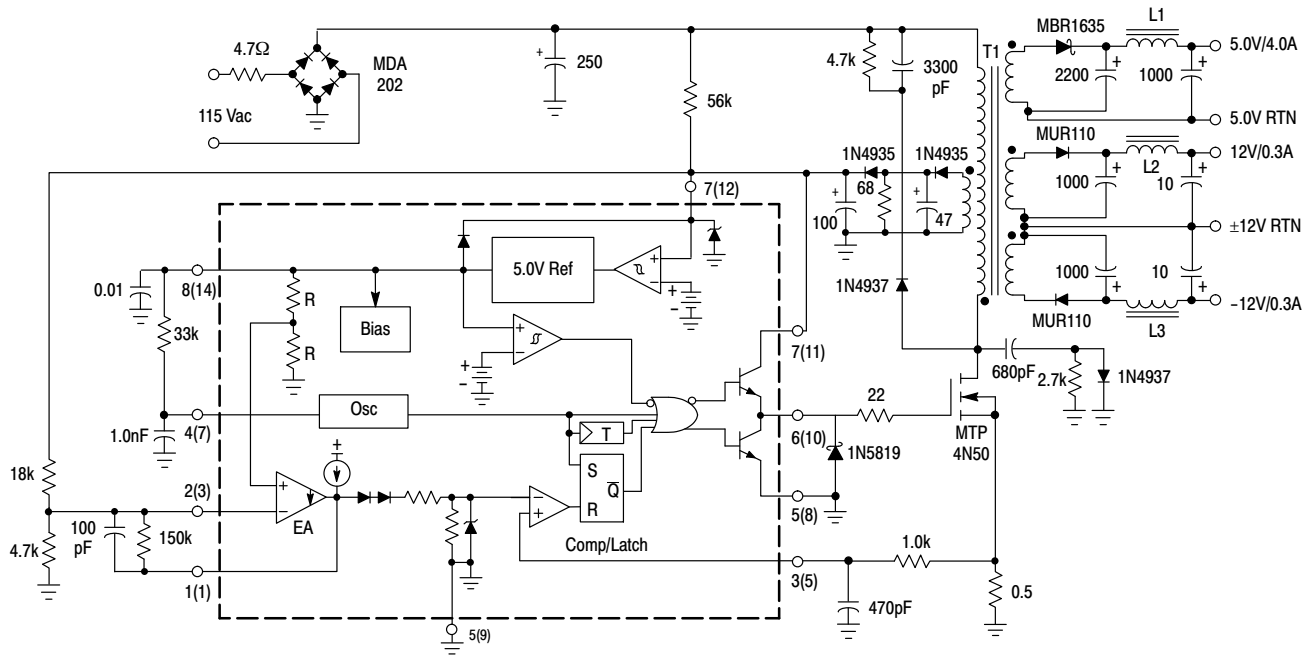 4.7Ω
MDA
202
115 Vac
+
250
56k
4.7k
3300
pF
T1
MBR1635
L1
5.0V/4.0A
+
2200
+
1000
5.0V RTN
MUR110
12V/0.3A
L2
+
1000
+
10
±12V RTN
1000
+
10
+
MUR110
L3
–12V/0.3A
1N4935
1N4935
68
+
100
+
47
7(12)
1N4937
0.01
8(14)
R
R
Bias
5.0V Ref
+
–
+
–
33k
+
–
+
–
7(11)
680pF
2.7k
1N4937
1.0nF
4(7)
Osc
T
S
Q
R
6(10)
22
MTP
4N50
1N5819
5(8)
18k
2(3)
+
–
EA
+
–
+
Comp/Latch
100
pF
150k
4.7k
1(1)
3(5)
1.0k
470pF
0.5
5(9)